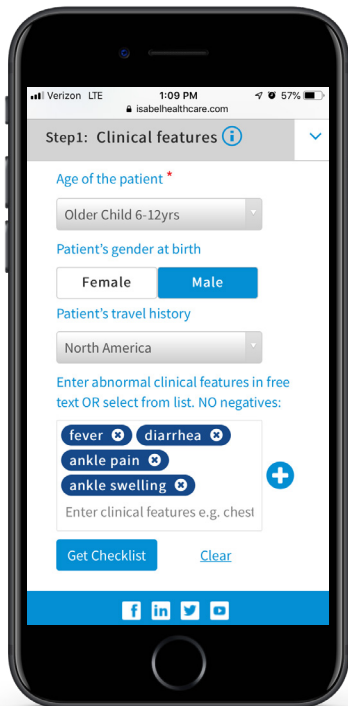 Verizon LTE 1:09 PM 57%
isabelhealthcare.com
Step1: Clinical features i
Age of the patient *
Older Child 6-12yrs
Patient's gender at birth
Female Male
Patient's travel history
North America
Enter abnormal clinical features in free
text OR select from list. NO negatives:
fever diarrhea
ankle pain
ankle swelling
Enter clinical features e.g. chest
Get Checklist Clear
f in